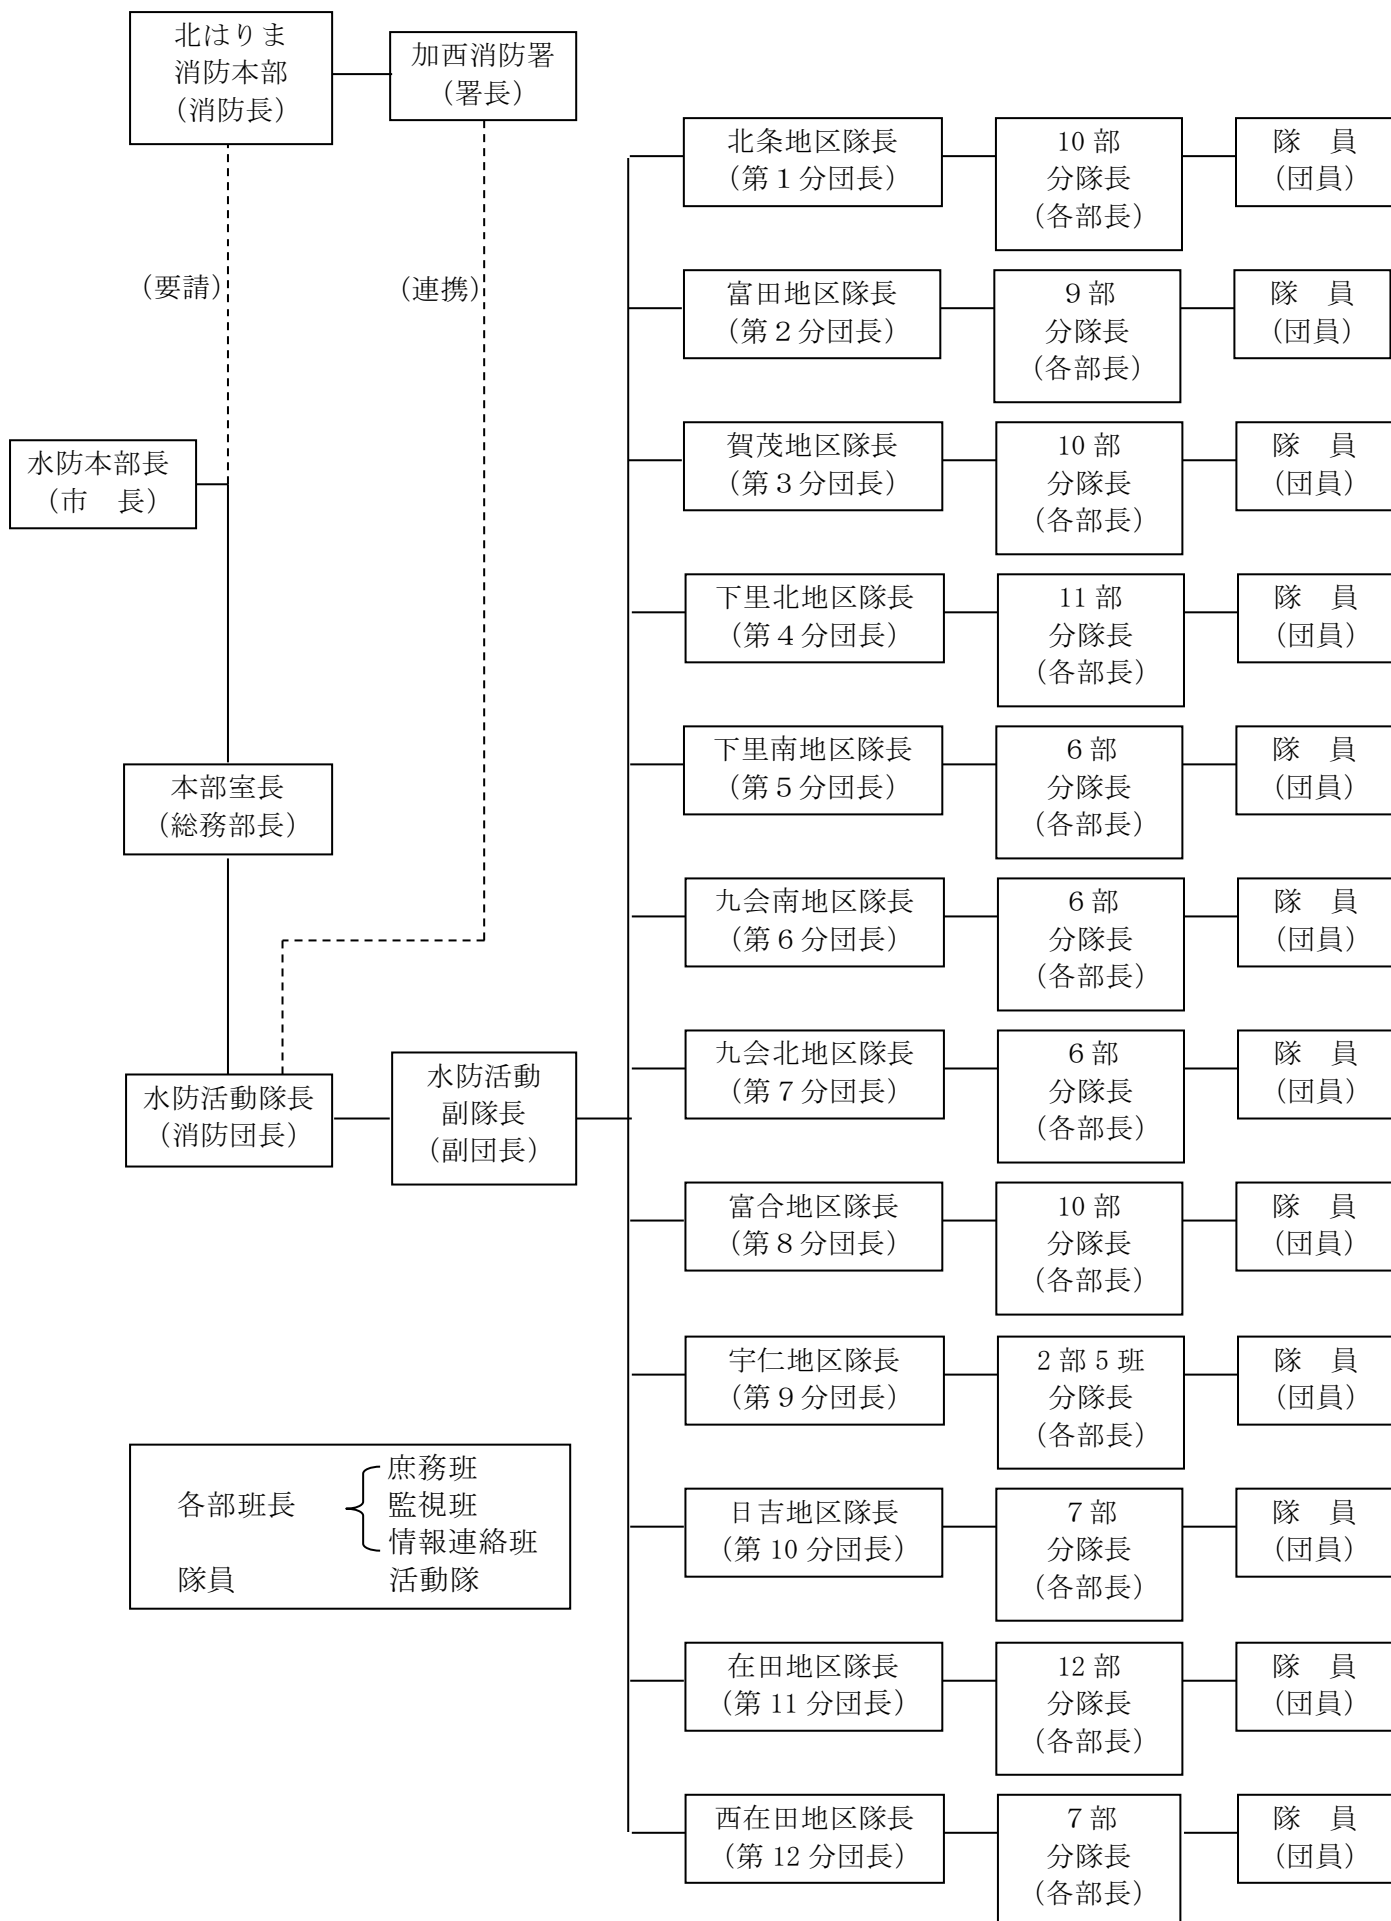 北はりま
消防本部
（消防長）
加西消防署
（署長）
（要請）
（連携）
水防本部長
（市　長）
本部室長
（総務部長）
水防活動隊長
（消防団長）
水防活動
副隊長
（副団長）
北条地区隊長
（第１分団長）
10 部
分隊長
（各部長）
隊　員
（団員）
富田地区隊長
（第２分団長）
９部
分隊長
（各部長）
隊　員
（団員）
賀茂地区隊長
（第３分団長）
10 部
分隊長
（各部長）
隊　員
（団員）
下里北地区隊長
（第４分団長）
11 部
分隊長
（各部長）
隊　員
（団員）
下里南地区隊長
（第５分団長）
６部
分隊長
（各部長）
隊　員
（団員）
九会南地区隊長
（第６分団長）
６部
分隊長
（各部長）
隊　員
（団員）
九会北地区隊長
（第７分団長）
６部
分隊長
（各部長）
隊　員
（団員）
富合地区隊長
（第８分団長）
10 部
分隊長
（各部長）
隊　員
（団員）
宇仁地区隊長
（第９分団長）
2 部 5 班
分隊長
（各部長）
隊　員
（団員）
日吉地区隊長
（第 10 分団長）
７部
分隊長
（各部長）
隊　員
（団員）
在田地区隊長
（第 11 分団長）
12 部
分隊長
（各部長）
隊　員
（団員）
西在田地区隊長
（第 12 分団長）
７部
分隊長
（各部長）
隊　員
（団員）
各部班長
庶務班
監視班
情報連絡班
隊員　活動隊